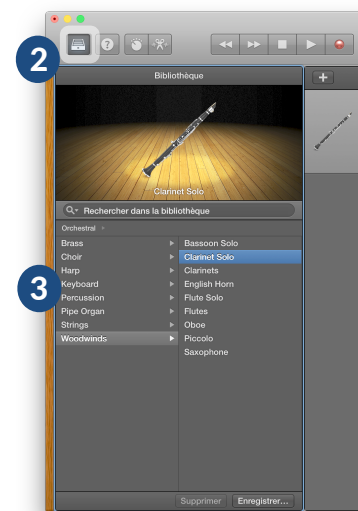 2
?
Bibliothèque
+
Clarinet Solo
Rechercher dans la bibliothèque
Orchestral
Brass
Choir
Harp
3
Keyboard
Percussion
Pipe Organ
Strings
Woodwinds
Bassoon Solo
Clarinet Solo
Clarinets
English Horn
Flute Solo
Flutes
Oboe
Piccolo
Saxophone
Supprimer
Enregistrer...